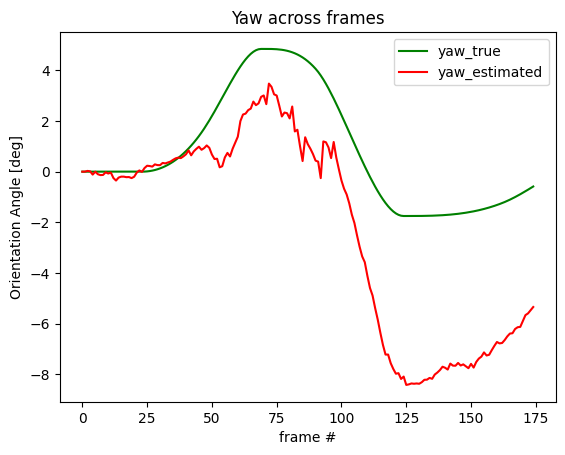 Yaw across frames
yaw_true
yaw_estimated
Orientation Angle [deg]
4
2
0
−2
−4
−6
−8
0 25 50 75 100 125 150 175
frame #